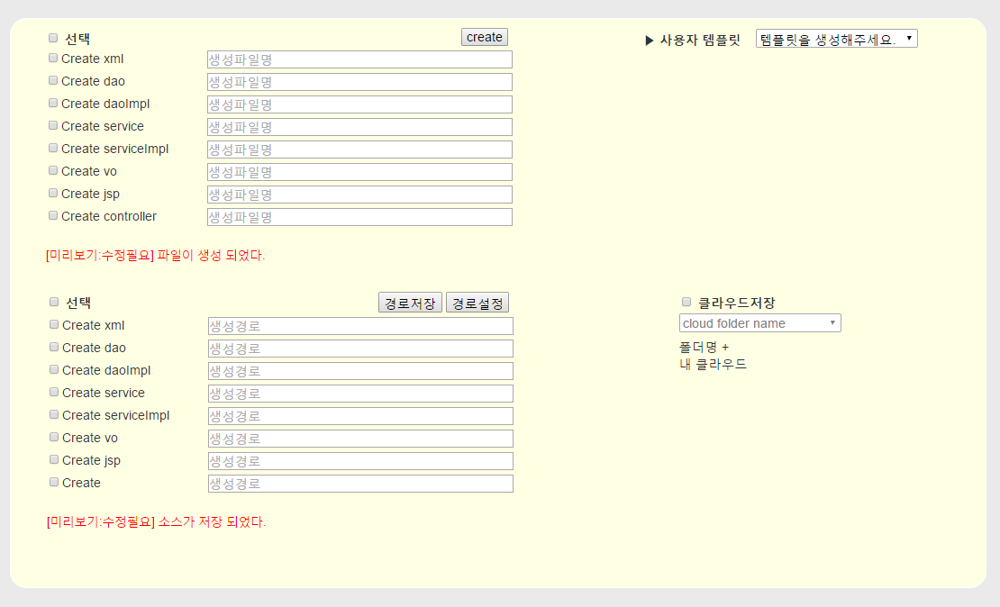 선택 create ▶ 사용자 템플릿 템플릿을 생성해주세요.
Create xml 생성파일명
Create dao 생성파일명
Create daoImpl 생성파일명
Create service 생성파일명
Create serviceImpl 생성파일명
Create vo 생성파일명
Create jsp 생성파일명
Create controller 생성파일명
[미리보기:수정필요] 파일이 생성 되었다.
선택 경로저장 경로설정
Create xml 생성경로
Create dao 생성경로
Create daoImpl 생성경로
Create service 생성경로
Create serviceImpl 생성경로
Create vo 생성경로
Create jsp 생성경로
Create 생성경로
[미리보기:수정필요] 소스가 저장 되었다.
클라우드저장
cloud folder name
폴더명 +
내 클라우드